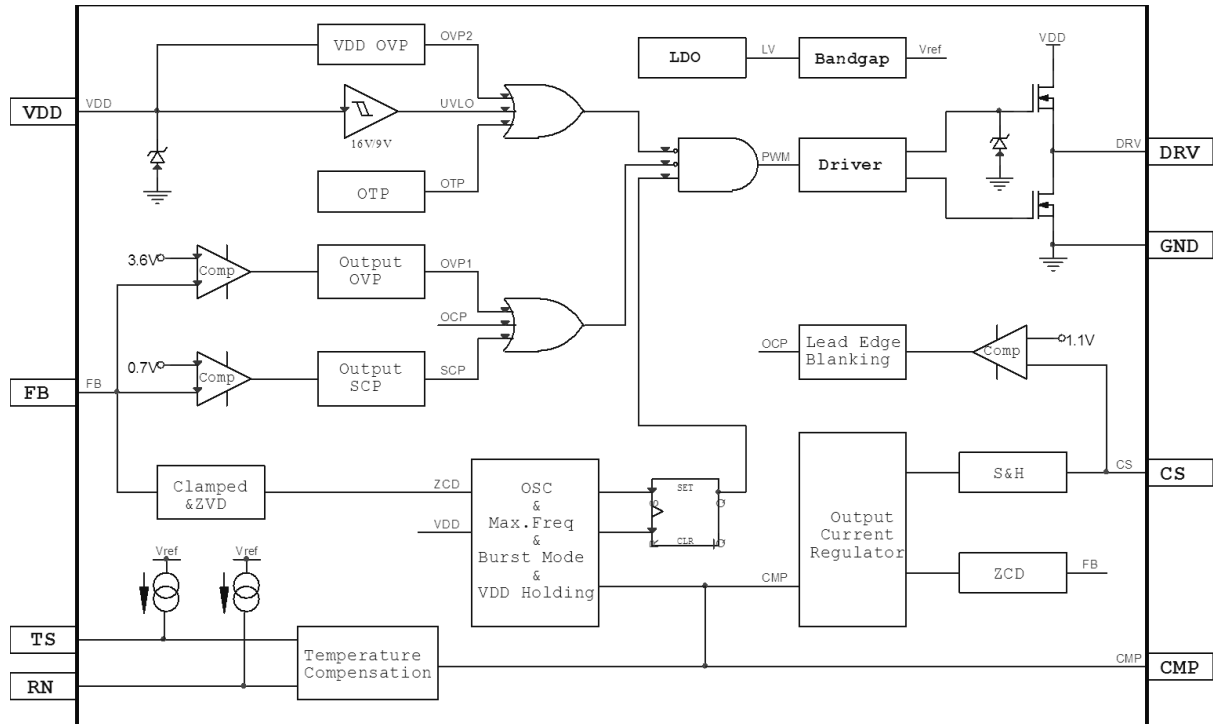 VDD OVP
OVP2
LDO
LV
Bandgap
Vref
VDD
VDD
VDD
UVLO
16V/9V
OTP
OTP
PWM
Driver
DRV
DRV
GND
3.6V
Comp
Output
OVP
OVP1
OCP
0.7V
Comp
Output
SCP
SCP
OCP
Lead Edge
Blanking
Comp
1.1V
FB
FB
Clamped
&ZVD
ZCD
VDD
OSC
&
Max.Freq
&
Burst Mode
&
VDD Holding
SET
S
Q
R
CLR
Q
Output
Current
Regulator
S&H
CS
CS
ZCD
FB
CMP
Vref
Vref
TS
RN
Temperature
Compensation
CMP
CMP